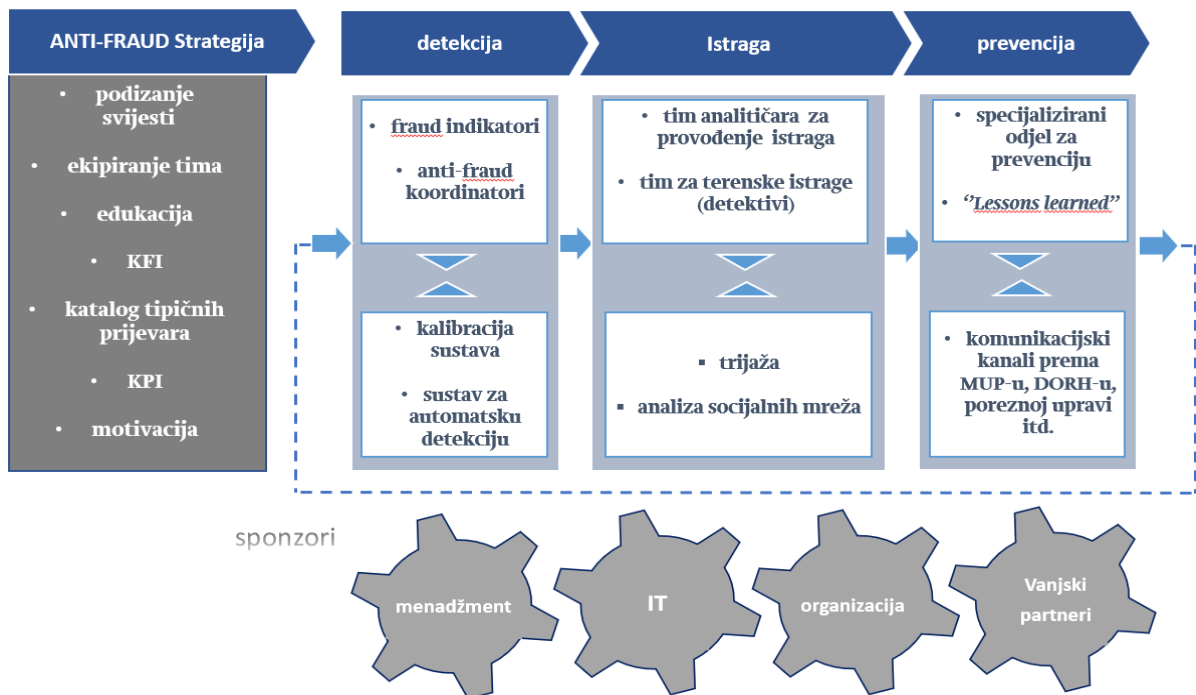 ANTI-FRAUD Strategija
detekcija
Istraga
prevencija
• podizanje
svijesti
• ekipiranje tima
• edukacija
• KFI
• katalog tipičnih
prijevara
• KPI
• motivacija
• fraud indikatori
• anti-fraud
koordinatori
• kalibracija
sustava
• sustav za
automatsku
detekciju
• tim analitičara za
provođenje istraga
• tim za terenske istrage
(detektivi)
▪ trijaža
▪ analiza socijalnih mreža
• specijalizirani
odjel za
prevenciju
• ‘’Lessons learned’’
• komunikacijski
kanali prema
MUP-u, DORH-u,
poreznoj upravi
itd.
sponzori
menadžment
IT
organizacija
Vanjski
partneri